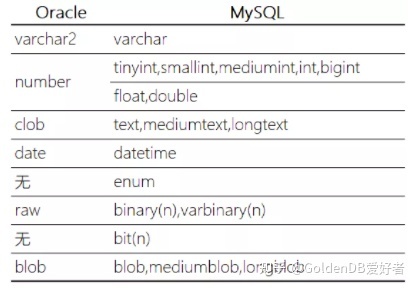 Oracle MySQL
varchar2 varchar
number tinyint,smallint,mediumint,int,bigint
float,double
clob text,mediumtext,longtext
date datetime
无 enum
raw binary(n),varbinary(n)
无 bit(n)
blob blob,mediumblob,longblob
知乎 @GoldenDB爱好者